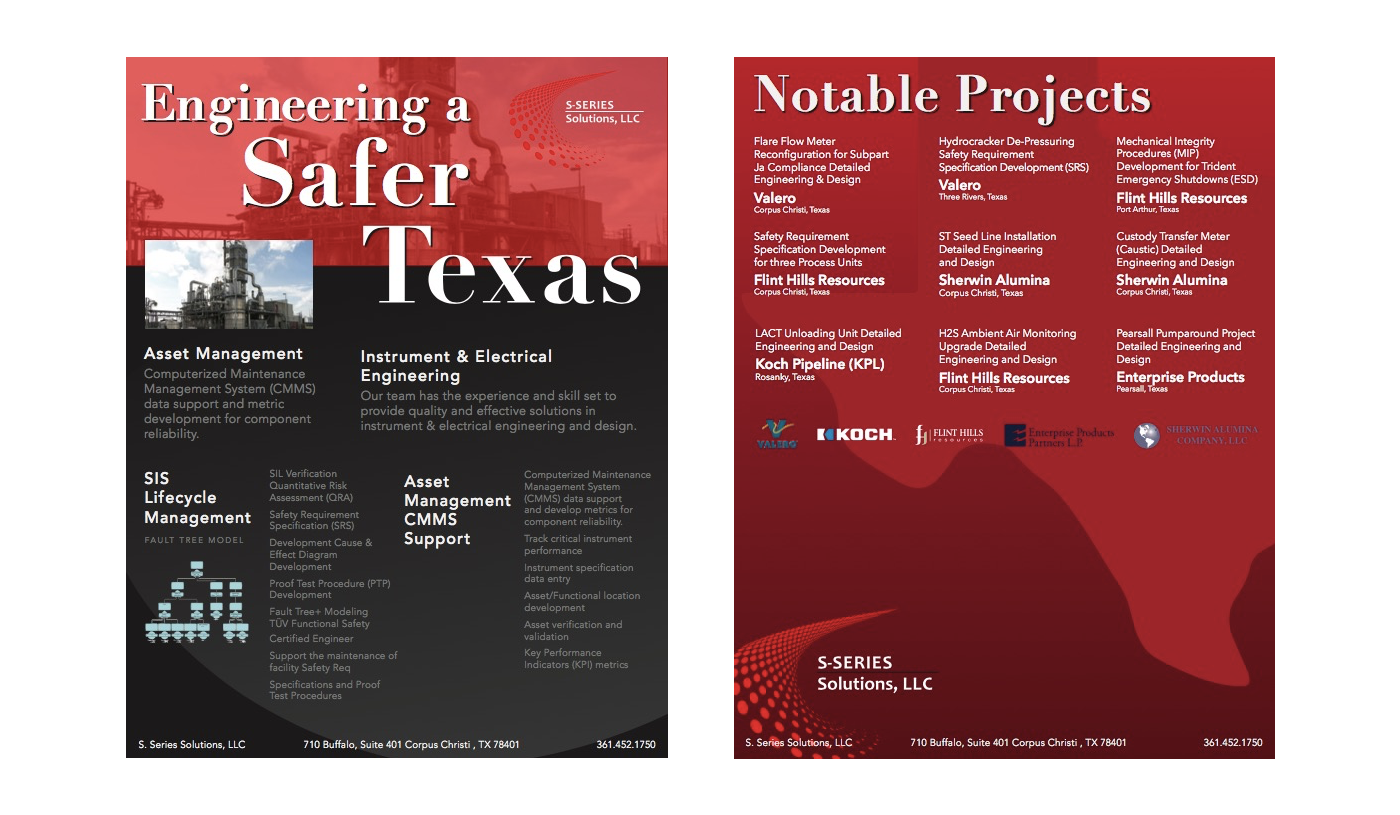 Engineering a
Safer
Texas
S-SERIES
Solutions, LLC
Asset Management
Computerized Maintenance
Management System (CMMS)
data support and metric
development for component
reliability.
Instrument & Electrical
Engineering
Our team has the experience and skill set to
provide quality and effective solutions in
instrument & electrical engineering and design.
SIS
Lifecycle
Management
FAULT TREE MODEL
SIL Verification
Quantitative Risk
Assessment (QRA)
Safety Requirement
Specification (SRS)
Development Cause &
Effect Diagram
Development
Proof Test Procedure (PTP)
Development
Fault Tree+ Modeling
TÜV Functional Safety
Certified Engineer
Support the maintenance of
facility Safety Req
Specifications and Proof
Test Procedures
Asset
Management
CMMS
Support
Computerized Maintenance
Management System
(CMMS) data support
and develop metrics for
component reliability.
Track critical instrument
performance
Instrument specification
data entry
Asset/Functional location
development
Asset verification and
validation
Key Performance
Indicators (KPI) metrics
S. Series Solutions, LLC
710 Buffalo, Suite 401 Corpus Christi , TX 78401
361.452.1750
Notable Projects
Flare Flow Meter
Reconfiguration for Subpart
Ja Compliance Detailed
Engineering & Design
Valero
Corpus Christi, Texas
Hydrocracker De-Pressuring
Safety Requirement
Specification Development (SRS)
Valero
Three Rivers, Texas
Mechanical Integrity
Procedures (MIP)
Development for Trident
Emergency Shutdowns (ESD)
Flint Hills Resources
Port Arthur, Texas
Safety Requirement
Specification Development
for three Process Units
Flint Hills Resources
Corpus Christi, Texas
ST Seed Line Installation
Detailed Engineering
and Design
Sherwin Alumina
Corpus Christi, Texas
Custody Transfer Meter
(Caustic) Detailed
Engineering and Design
Sherwin Alumina
Corpus Christi, Texas
LACT Unloading Unit Detailed
Engineering and Design
Koch Pipeline (KPL)
Rosanky, Texas
H2S Ambient Air Monitoring
Upgrade Detailed
Engineering and Design
Flint Hills Resources
Corpus Christi, Texas
Pearsall Pumparound Project
Detailed Engineering and
Design
Enterprise Products
Pearsall, Texas
VALERO
KOCH
FLINT HILLS
resources
Enterprise Products
Partners L.P.
SHERWIN ALUMINA
COMPANY, LLC
S-SERIES
Solutions, LLC
S. Series Solutions, LLC
710 Buffalo, Suite 401 Corpus Christi , TX 78401
361.452.1750